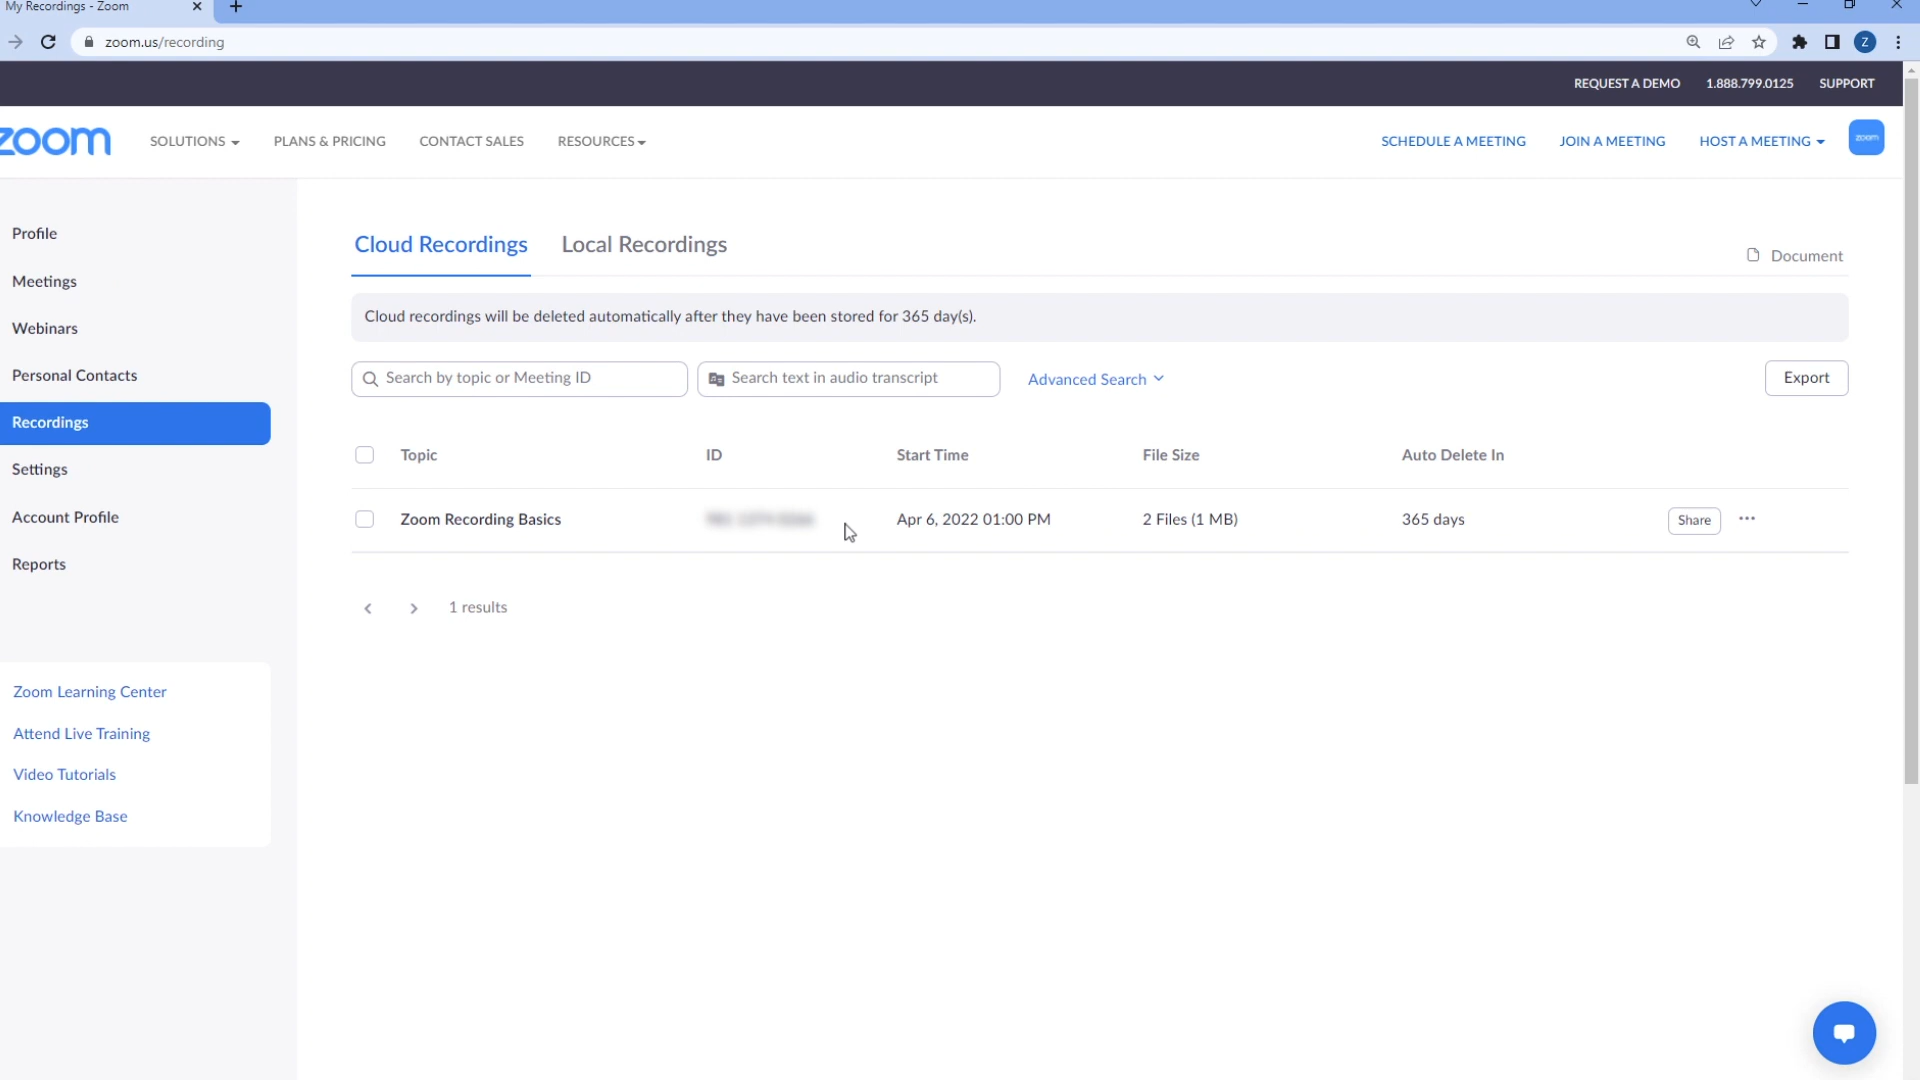 My Recordings - Zoom
zoom.us/recording
Z
REQUEST A DEMO 1.888.799.0125 SUPPORT
zoom SOLUTIONS PLANS & PRICING CONTACT SALES RESOURCES SCHEDULE A MEETING JOIN A MEETING HOST A MEETING zoom
Profile
Meetings
Webinars
Personal Contacts
Recordings
Settings
Account Profile
Reports
Zoom Learning Center
Attend Live Training
Video Tutorials
Knowledge Base
Cloud Recordings Local Recordings
Document
Cloud recordings will be deleted automatically after they have been stored for 365 day(s).
Search by topic or Meeting ID Search text in audio transcript Advanced Search Export
Topic ID Start Time File Size Auto Delete In
Zoom Recording Basics Apr 6, 2022 01:00 PM 2 Files (1 MB) 365 days Share
1 results